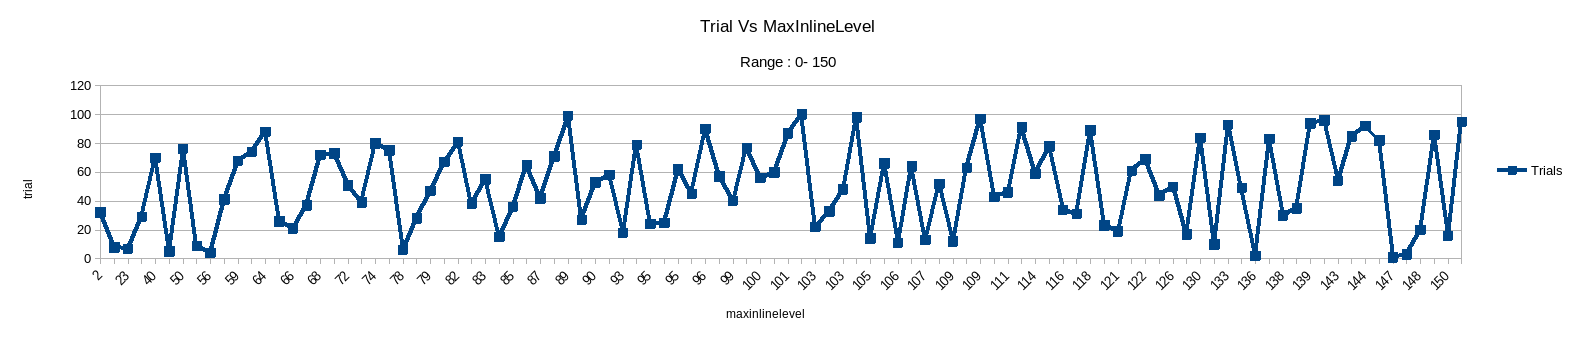 Trial Vs MaxInlineLevel
Range : 0- 150
120
100
80
60
40
20
0
trial
2 23 40 50 56 59 64 66 68 72 74 78 79 82 83 85 87 89 90 93 95 95 96 99 100 101 103 103 105 106 107 109 109 111 114 116 118 121 122 126 130 133 136 138 139 143 144 147 148 150
maxinlinelevel
Trials